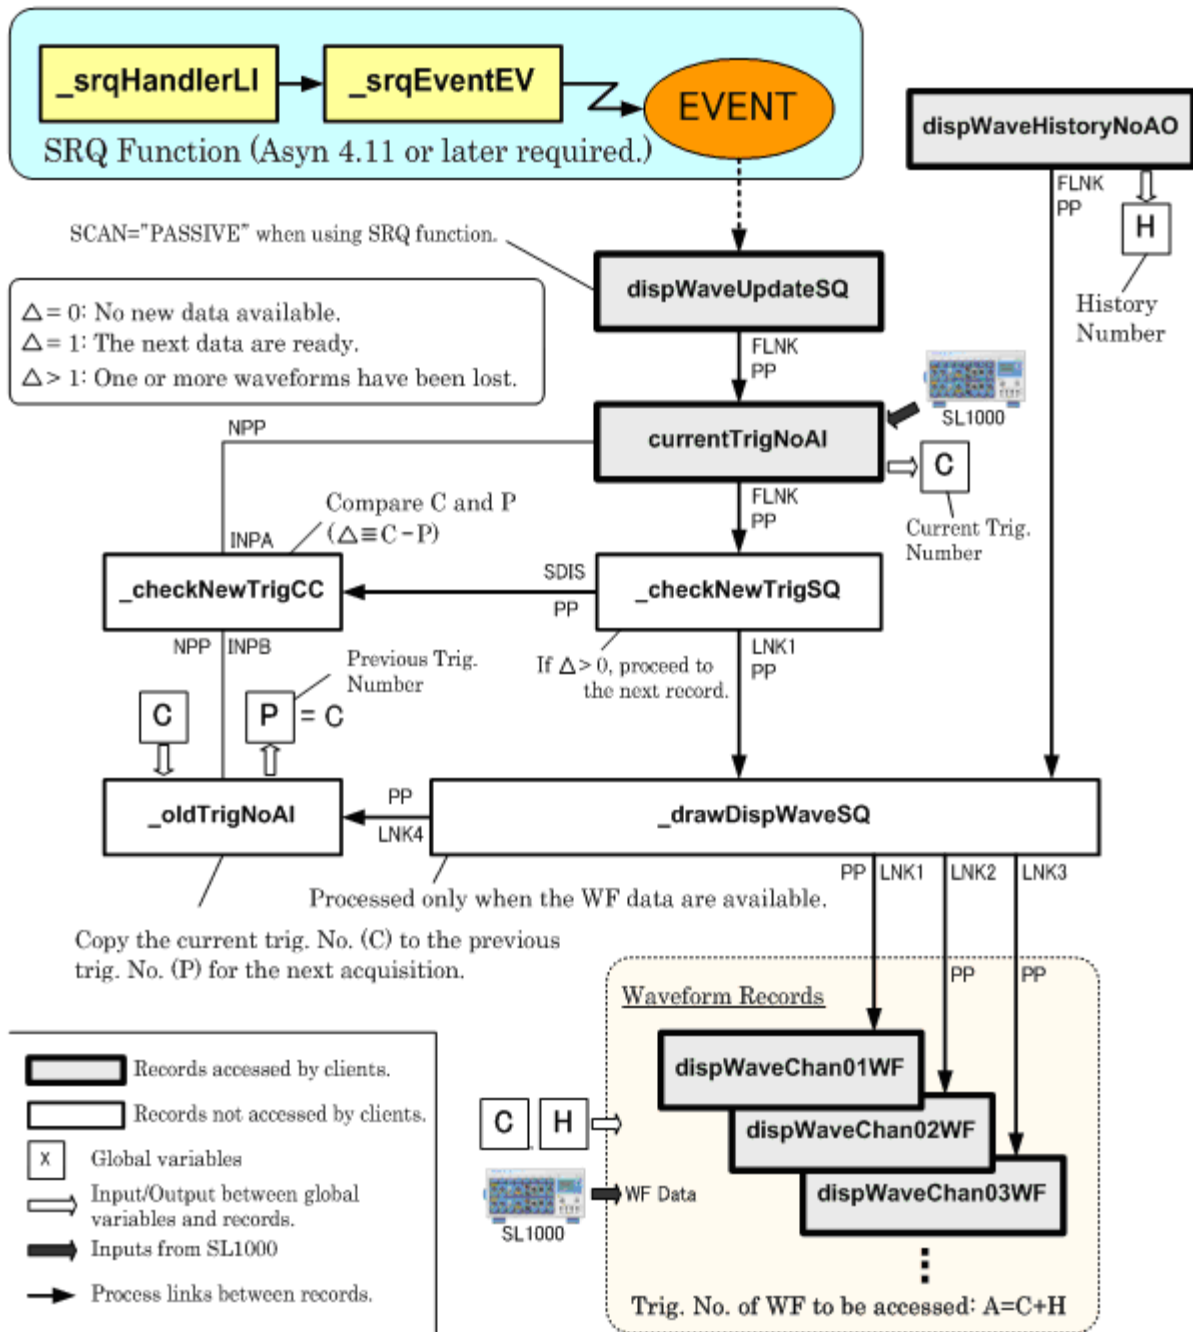 _srqHandlerLI
_srqEventEV
EVENT
SRQ Function (Asyn 4.11 or later required.)
dispWaveHistoryNoAO
FLNK
PP
H
History
Number
SCAN="PASSIVE" when using SRQ function.
dispWaveUpdateSQ
△= 0: No new data available.
△= 1: The next data are ready.
△> 1: One or more waveforms have been lost.
FLNK
PP
SL1000
NPP
currentTrigNoAI
C
Current Trig.
Number
FLNK
PP
Compare C and P
(△≡C−P)
INPA
_checkNewTrigCC
SDIS
PP
_checkNewTrigSQ
NPP
INPB
Previous Trig.
Number
If △> 0, proceed to
the next record.
LNK1
PP
C
P
= C
_oldTrigNoAI
PP
LNK4
_drawDispWaveSQ
PP
LNK1
LNK2
LNK3
Processed only when the WF data are available.
Copy the current trig. No. (C) to the previous
trig. No. (P) for the next acquisition.
PP
PP
Waveform Records
dispWaveChan01WF
dispWaveChan02WF
dispWaveChan03WF
C
,
H
SL1000
WF Data
Trig. No. of WF to be accessed: A=C+H
Records accessed by clients.
Records not accessed by clients.
X
Global variables
Input/Output between global
variables and records.
Inputs from SL1000
Process links between records.